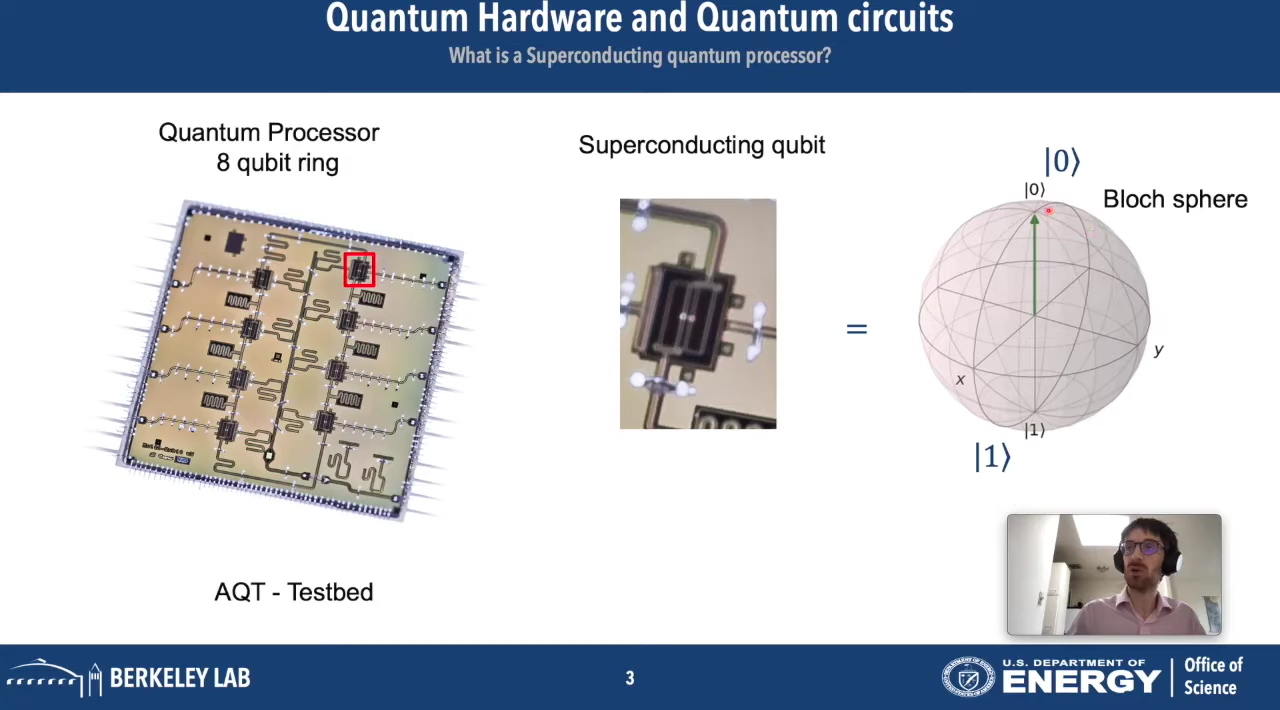 Quantum Hardware and Quantum circuits
What is a Superconducting quantum processor?
Quantum Processor
8 qubit ring
Superconducting qubit
|0⟩
|0⟩
Bloch sphere
=
y
x
|1⟩
|1⟩
AQT - Testbed
BERKELEY LAB
3
U.S. DEPARTMENT OF
ENERGY
Office of
Science